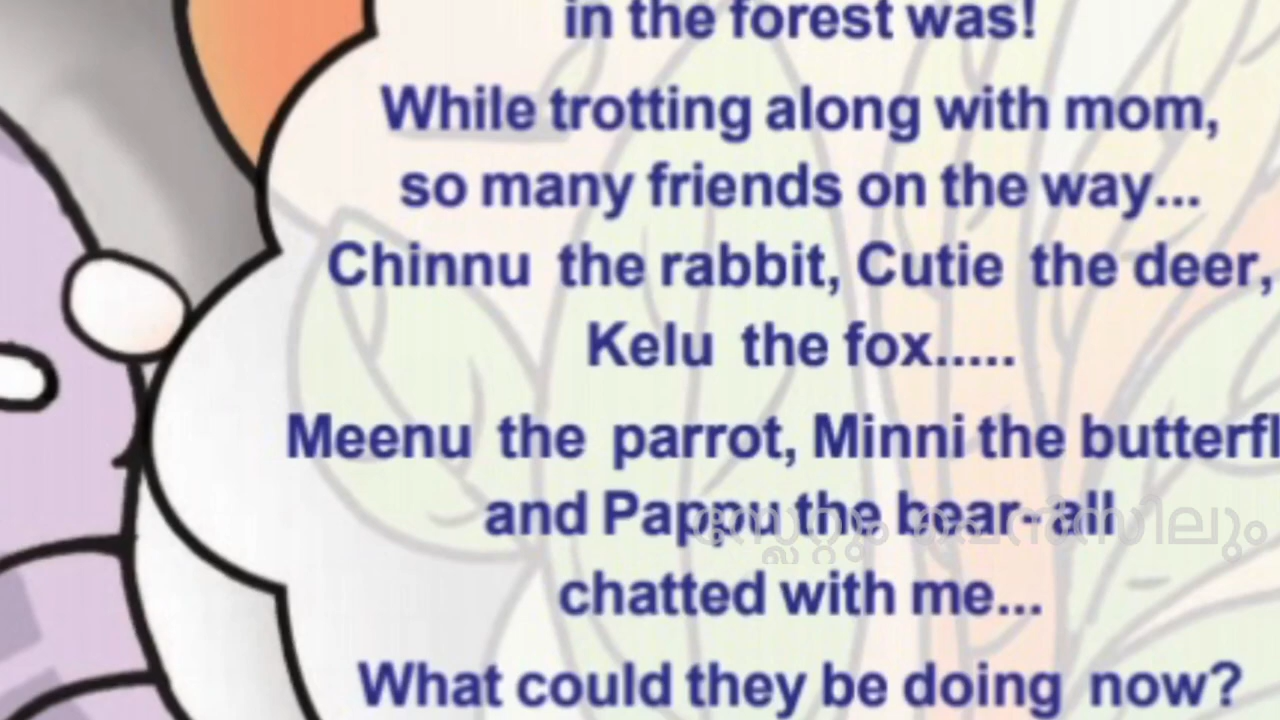 in the forest was!
While trotting along with mom,
so many friends on the way...
Chinnu the rabbit, Cutie the deer,
Kelu the fox.....
Meenu the parrot, Minni the butterfl
and Pappu the bear- all
സ്ലേറ്റും പെൻസിലും
chatted with me...
What could they be doing now?